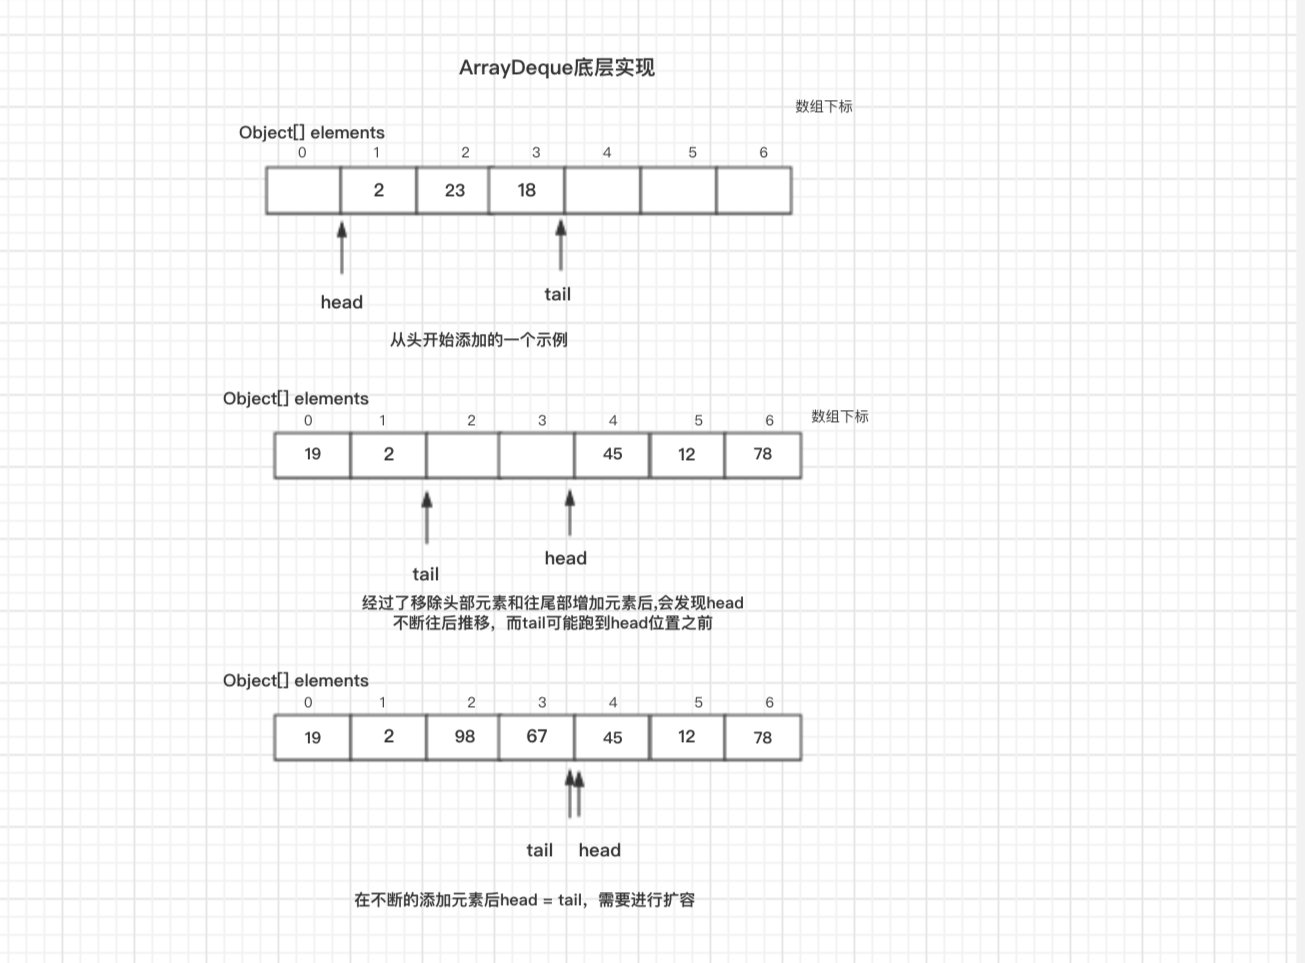 ArrayDeque底层实现
数组下标
Object[] elements
0 1 2 3 4 5 6
2 23 18
head
tail
从头开始添加的一个示例
Object[] elements
数组下标
0 1 2 3 4 5 6
19 2 45 12 78
head
tail
经过了移除头部元素和往尾部增加元素后,会发现head
不断往后推移，而tail可能跑到head位置之前
Object[] elements
0 1 2 3 4 5 6
19 2 98 67 45 12 78
tail head
在不断的添加元素后head = tail，需要进行扩容